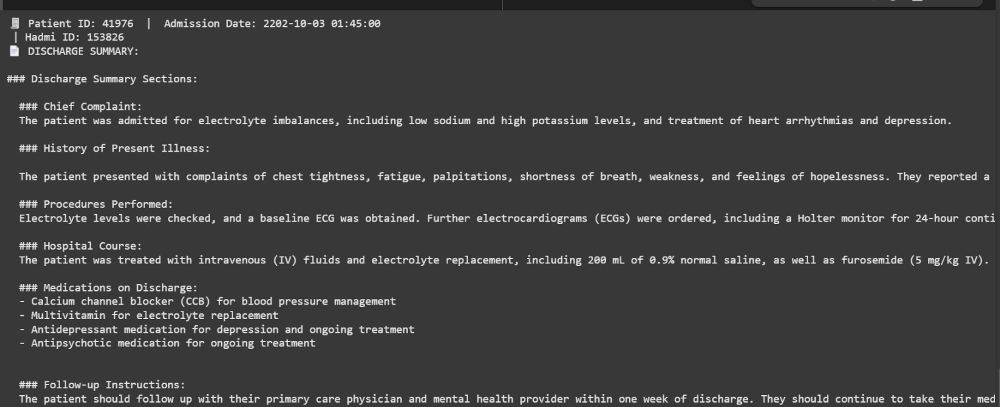 Patient ID: 41976 | Admission Date: 2202-10-03 01:45:00
| Hadmi ID: 153826
DISCHARGE SUMMARY:
### Discharge Summary Sections:
### Chief Complaint:
The patient was admitted for electrolyte imbalances, including low sodium and high potassium levels, and treatment of heart arrhythmias and depression.
### History of Present Illness:
The patient presented with complaints of chest tightness, fatigue, palpitations, shortness of breath, weakness, and feelings of hopelessness. They reported a
### Procedures Performed:
Electrolyte levels were checked, and a baseline ECG was obtained. Further electrocardiograms (ECGs) were ordered, including a Holter monitor for 24-hour conti
### Hospital Course:
The patient was treated with intravenous (IV) fluids and electrolyte replacement, including 200 mL of 0.9% normal saline, as well as furosemide (5 mg/kg IV).
### Medications on Discharge:
- Calcium channel blocker (CCB) for blood pressure management
- Multivitamin for electrolyte replacement
- Antidepressant medication for depression and ongoing treatment
- Antipsychotic medication for ongoing treatment
### Follow-up Instructions:
The patient should follow up with their primary care physician and mental health provider within one week of discharge. They should continue to take their med